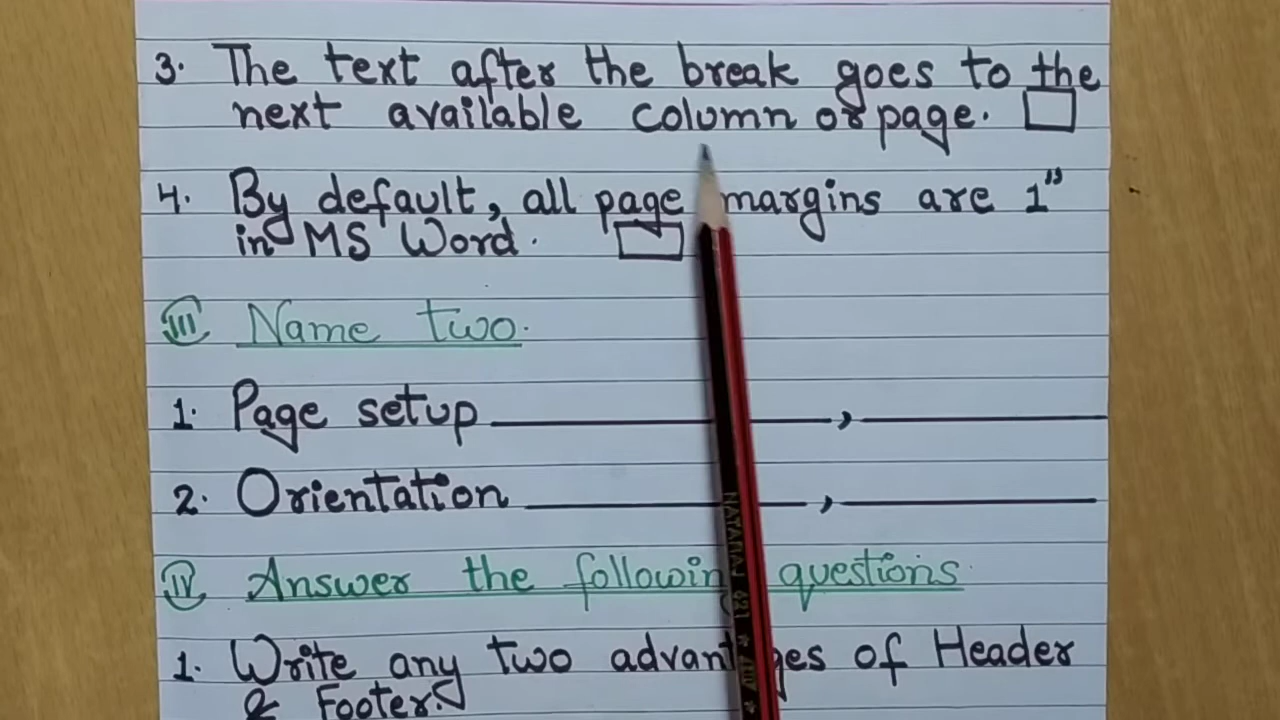 3. The text after the break goes to the
next available column or page.
4. By default, all page margins are 1"
in MS Word.
III Name two.
1. Page setup ,
2. Orientation ,
IV Answer the following questions.
1. Write any two advantages of Header
& Footer.
NATARAJ 621